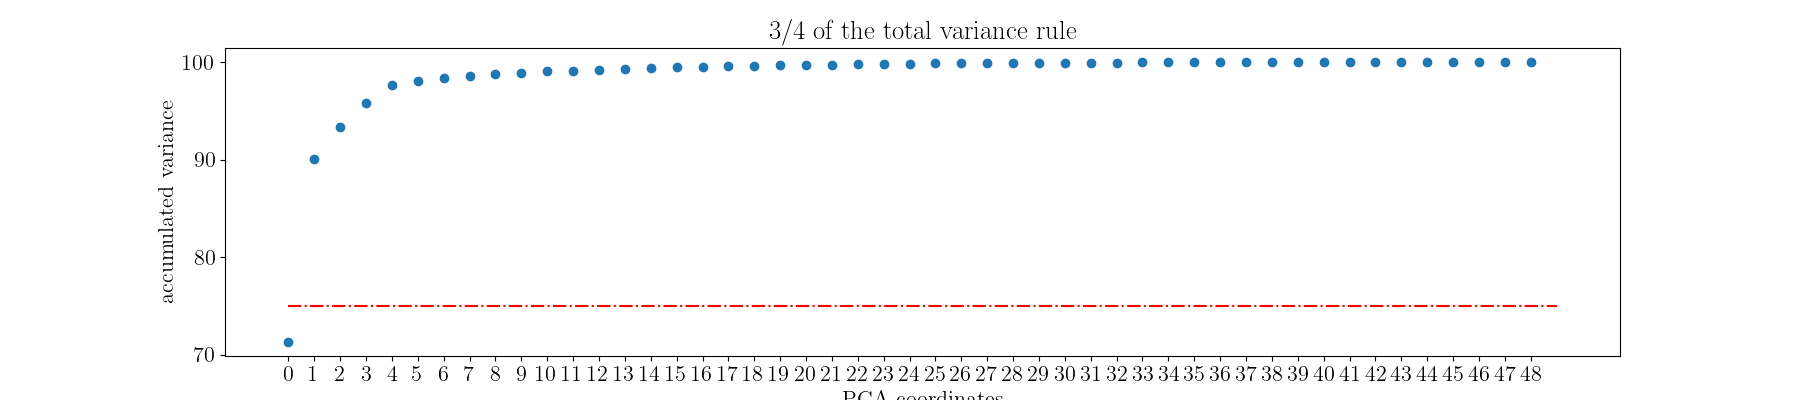 3/4 of the total variance rule
accumulated variance
100
90
80
70
0 1 2 3 4 5 6 7 8 9 10 11 12 13 14 15 16 17 18 19 20 21 22 23 24 25 26 27 28 29 30 31 32 33 34 35 36 37 38 39 40 41 42 43 44 45 46 47 48
PCA coordinates